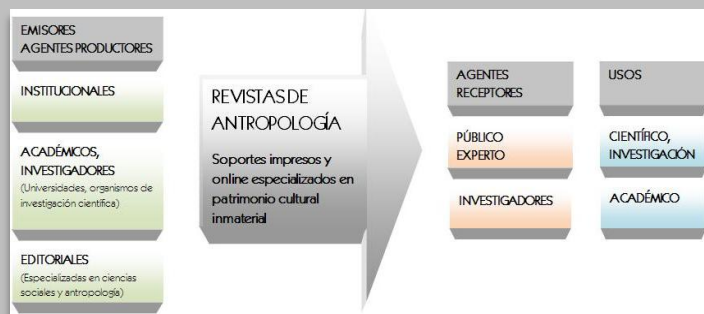 EMISORES
AGENTES PRODUCTORES
INSTITUCIONALES
ACADÉMICOS,
INVESTIGADORES
(Universidades, organismos de
investigación científica)
EDITORIALES
(Especializadas en ciencias
sociales y antropología)
REVISTAS DE
ANTROPOLOGÍA
Soportes impresos y
online especializados en
patrimonio cultural
inmaterial
AGENTES
RECEPTORES
PÚBLICO
EXPERTO
INVESTIGADORES
USOS
CIENTÍFICO,
INVESTIGACIÓN
ACADÉMICO